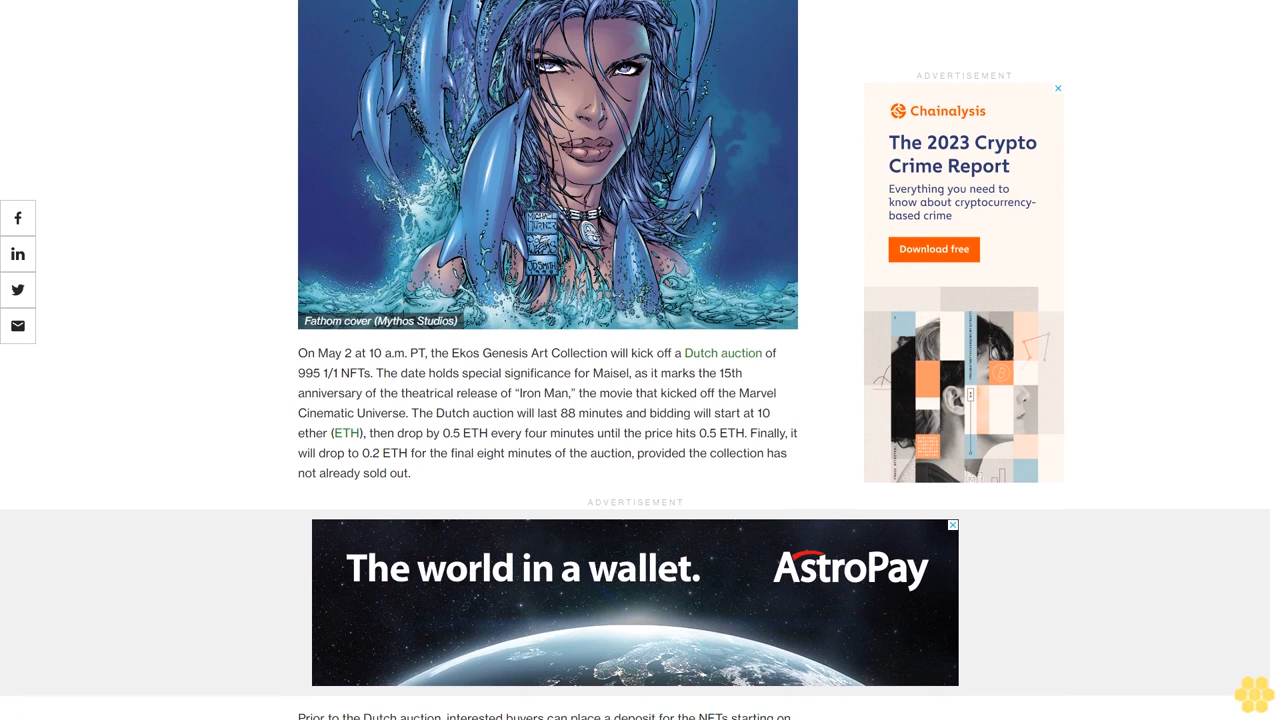 Fathom cover (Mythos Studios)
On May 2 at 10 a.m. PT, the Ekos Genesis Art Collection will kick off a Dutch auction of
995 1/1 NFTs. The date holds special significance for Maisel, as it marks the 15th
anniversary of the theatrical release of “Iron Man,” the movie that kicked off the Marvel
Cinematic Universe. The Dutch auction will last 88 minutes and bidding will start at 10
ether (ETH), then drop by 0.5 ETH every four minutes until the price hits 0.5 ETH. Finally, it
will drop to 0.2 ETH for the final eight minutes of the auction, provided the collection has
not already sold out.
ADVERTISEMENT
Chainalysis
The 2023 Crypto
Crime Report
Everything you need to
know about cryptocurrency-
based crime
Download free
ADVERTISEMENT
The world in a wallet.
AstroPay
Prior to the Dutch auction, interested buyers can place a deposit for the NFTs starting on